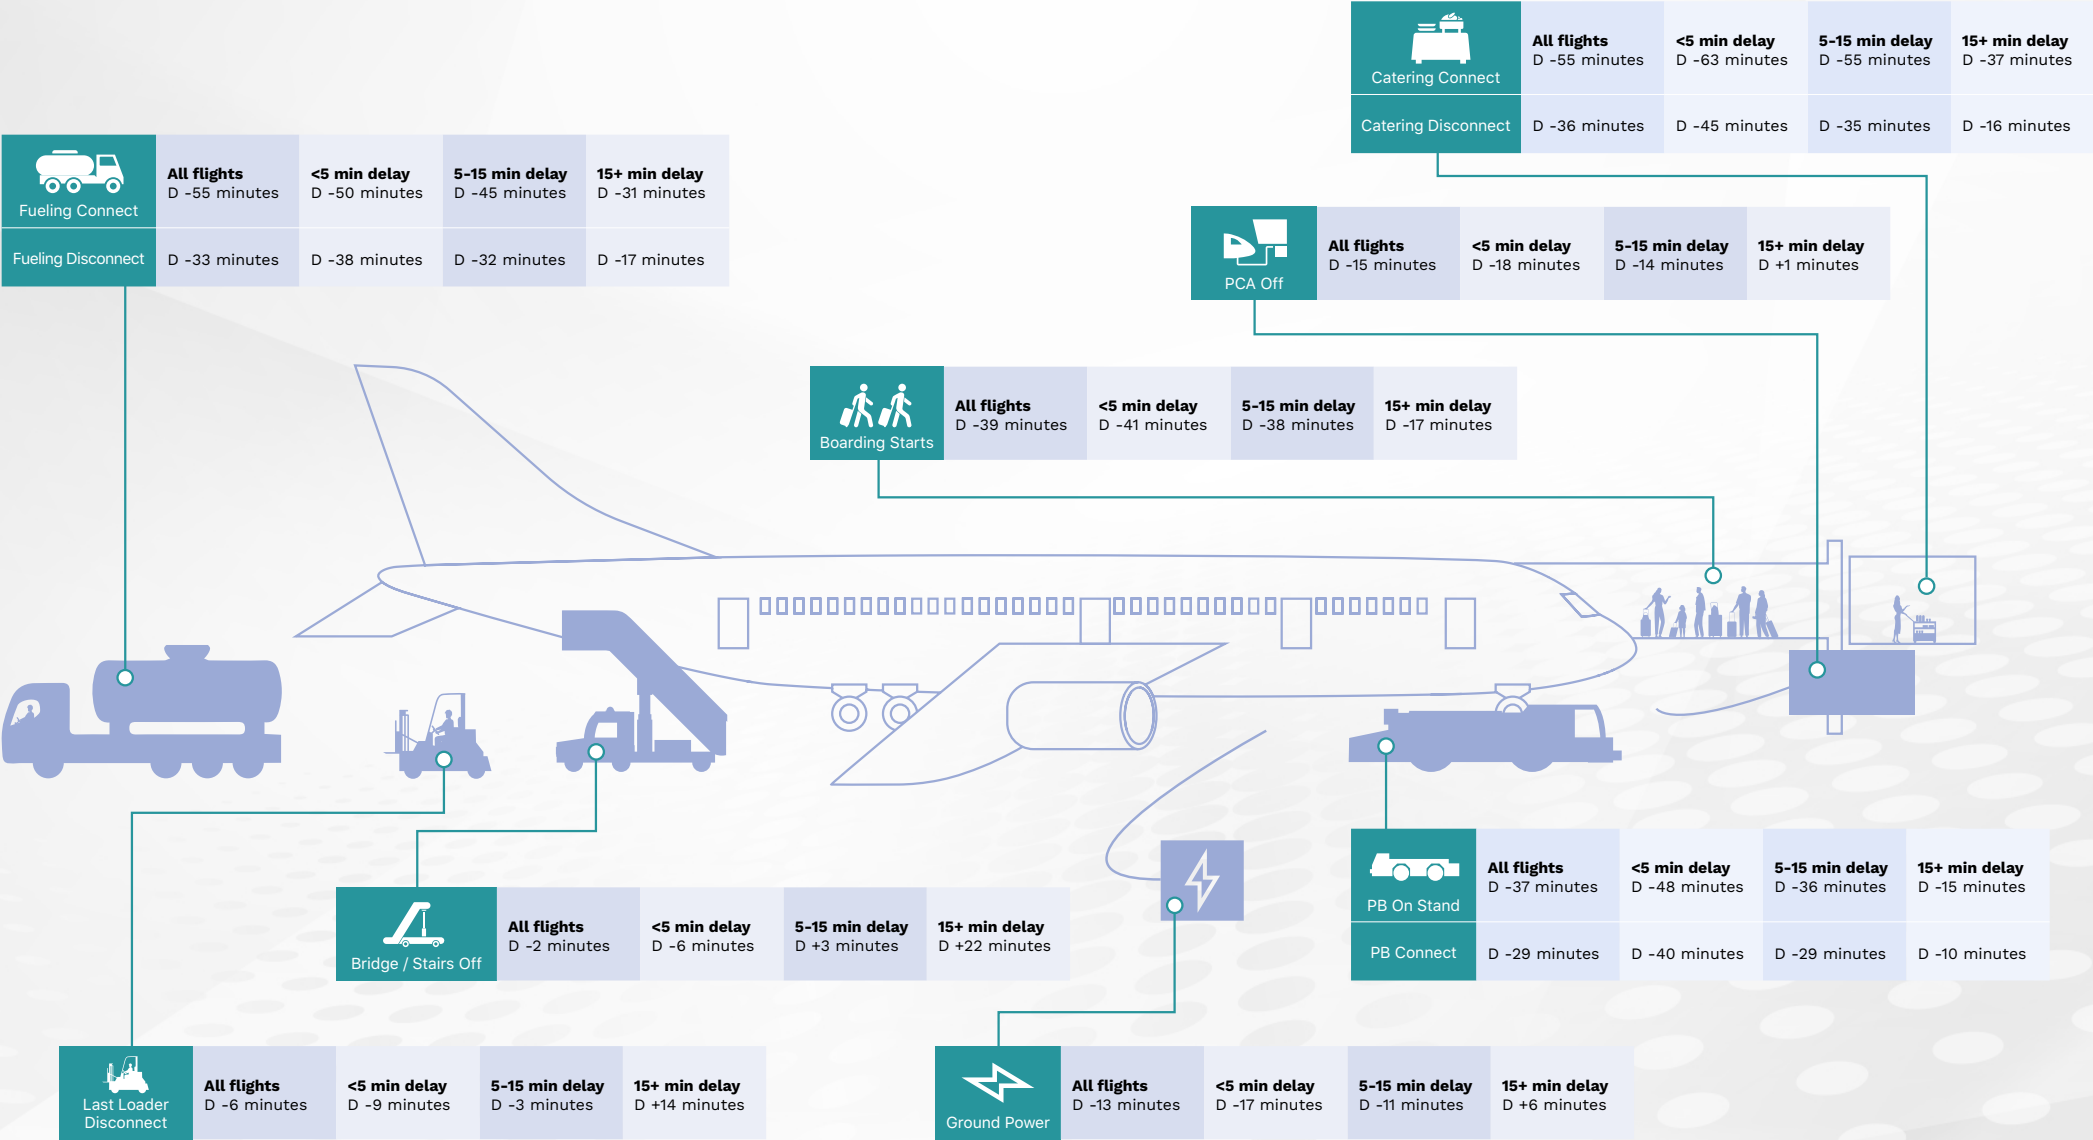 All flights <5 min delay 5-15 min delay 15+ min delay
D -55 minutes D -63 minutes D -55 minutes D -37 minutes
Catering Connect
Catering Disconnect D -36 minutes D -45 minutes D -35 minutes D -16 minutes
All flights <5 min delay 5-15 min delay 15+ min delay
D -55 minutes D -50 minutes D -45 minutes D -31 minutes
Fueling Connect
Fueling Disconnect D -33 minutes D -38 minutes D -32 minutes D -17 minutes
All flights <5 min delay 5-15 min delay 15+ min delay
D -15 minutes D -18 minutes D -14 minutes D +1 minutes
PCA Off
All flights <5 min delay 5-15 min delay 15+ min delay
D -39 minutes D -41 minutes D -38 minutes D -17 minutes
Boarding Starts
All flights <5 min delay 5-15 min delay 15+ min delay
D -37 minutes D -48 minutes D -36 minutes D -15 minutes
PB On Stand
PB Connect D -29 minutes D -40 minutes D -29 minutes D -10 minutes
All flights <5 min delay 5-15 min delay 15+ min delay
D -2 minutes D -6 minutes D +3 minutes D +22 minutes
Bridge / Stairs Off
All flights <5 min delay 5-15 min delay 15+ min delay
D -6 minutes D -9 minutes D -3 minutes D +14 minutes
Last Loader
Disconnect
All flights <5 min delay 5-15 min delay 15+ min delay
D -13 minutes D -17 minutes D -11 minutes D +6 minutes
Ground Power